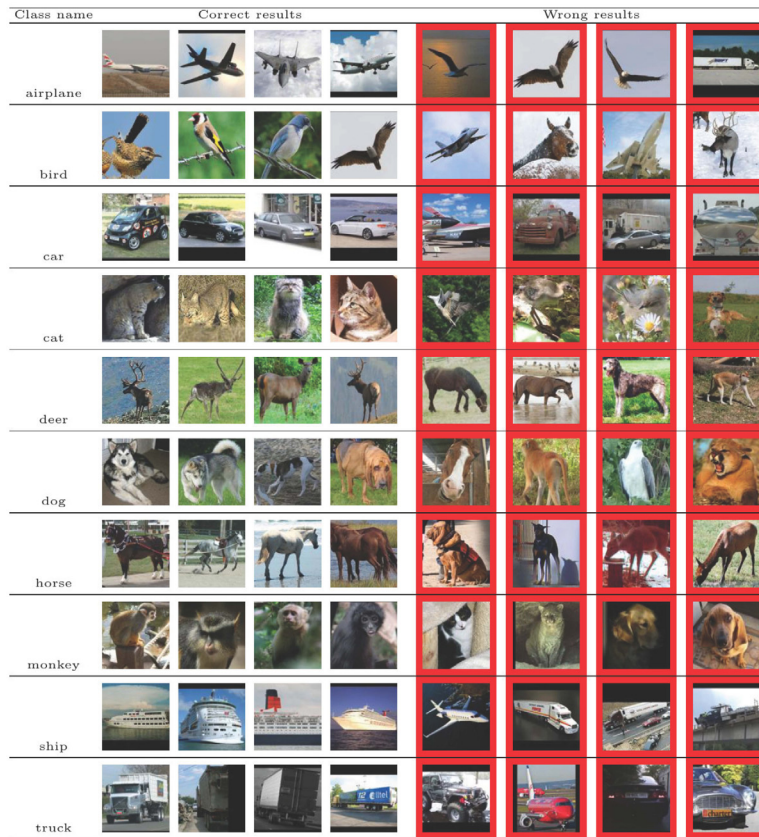 Class name Correct results Wrong results
airplane
bird
car
cat
deer
dog
horse
monkey
ship
truck